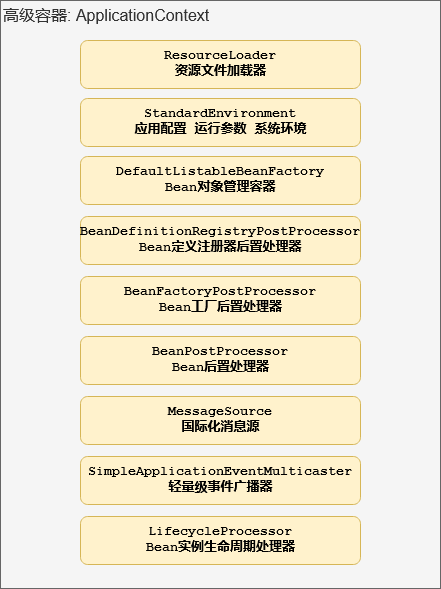 高级容器: ApplicationContext
ResourceLoader
资源文件加载器
StandardEnvironment
应用配置 运行参数 系统环境
DefaultListableBeanFactory
Bean对象管理容器
BeanDefinitionRegistryPostProcessor
Bean定义注册器后置处理器
BeanFactoryPostProcessor
Bean工厂后置处理器
BeanPostProcessor
Bean后置处理器
MessageSource
国际化消息源
SimpleApplicationEventMulticaster
轻量级事件广播器
LifecycleProcessor
Bean实例生命周期处理器